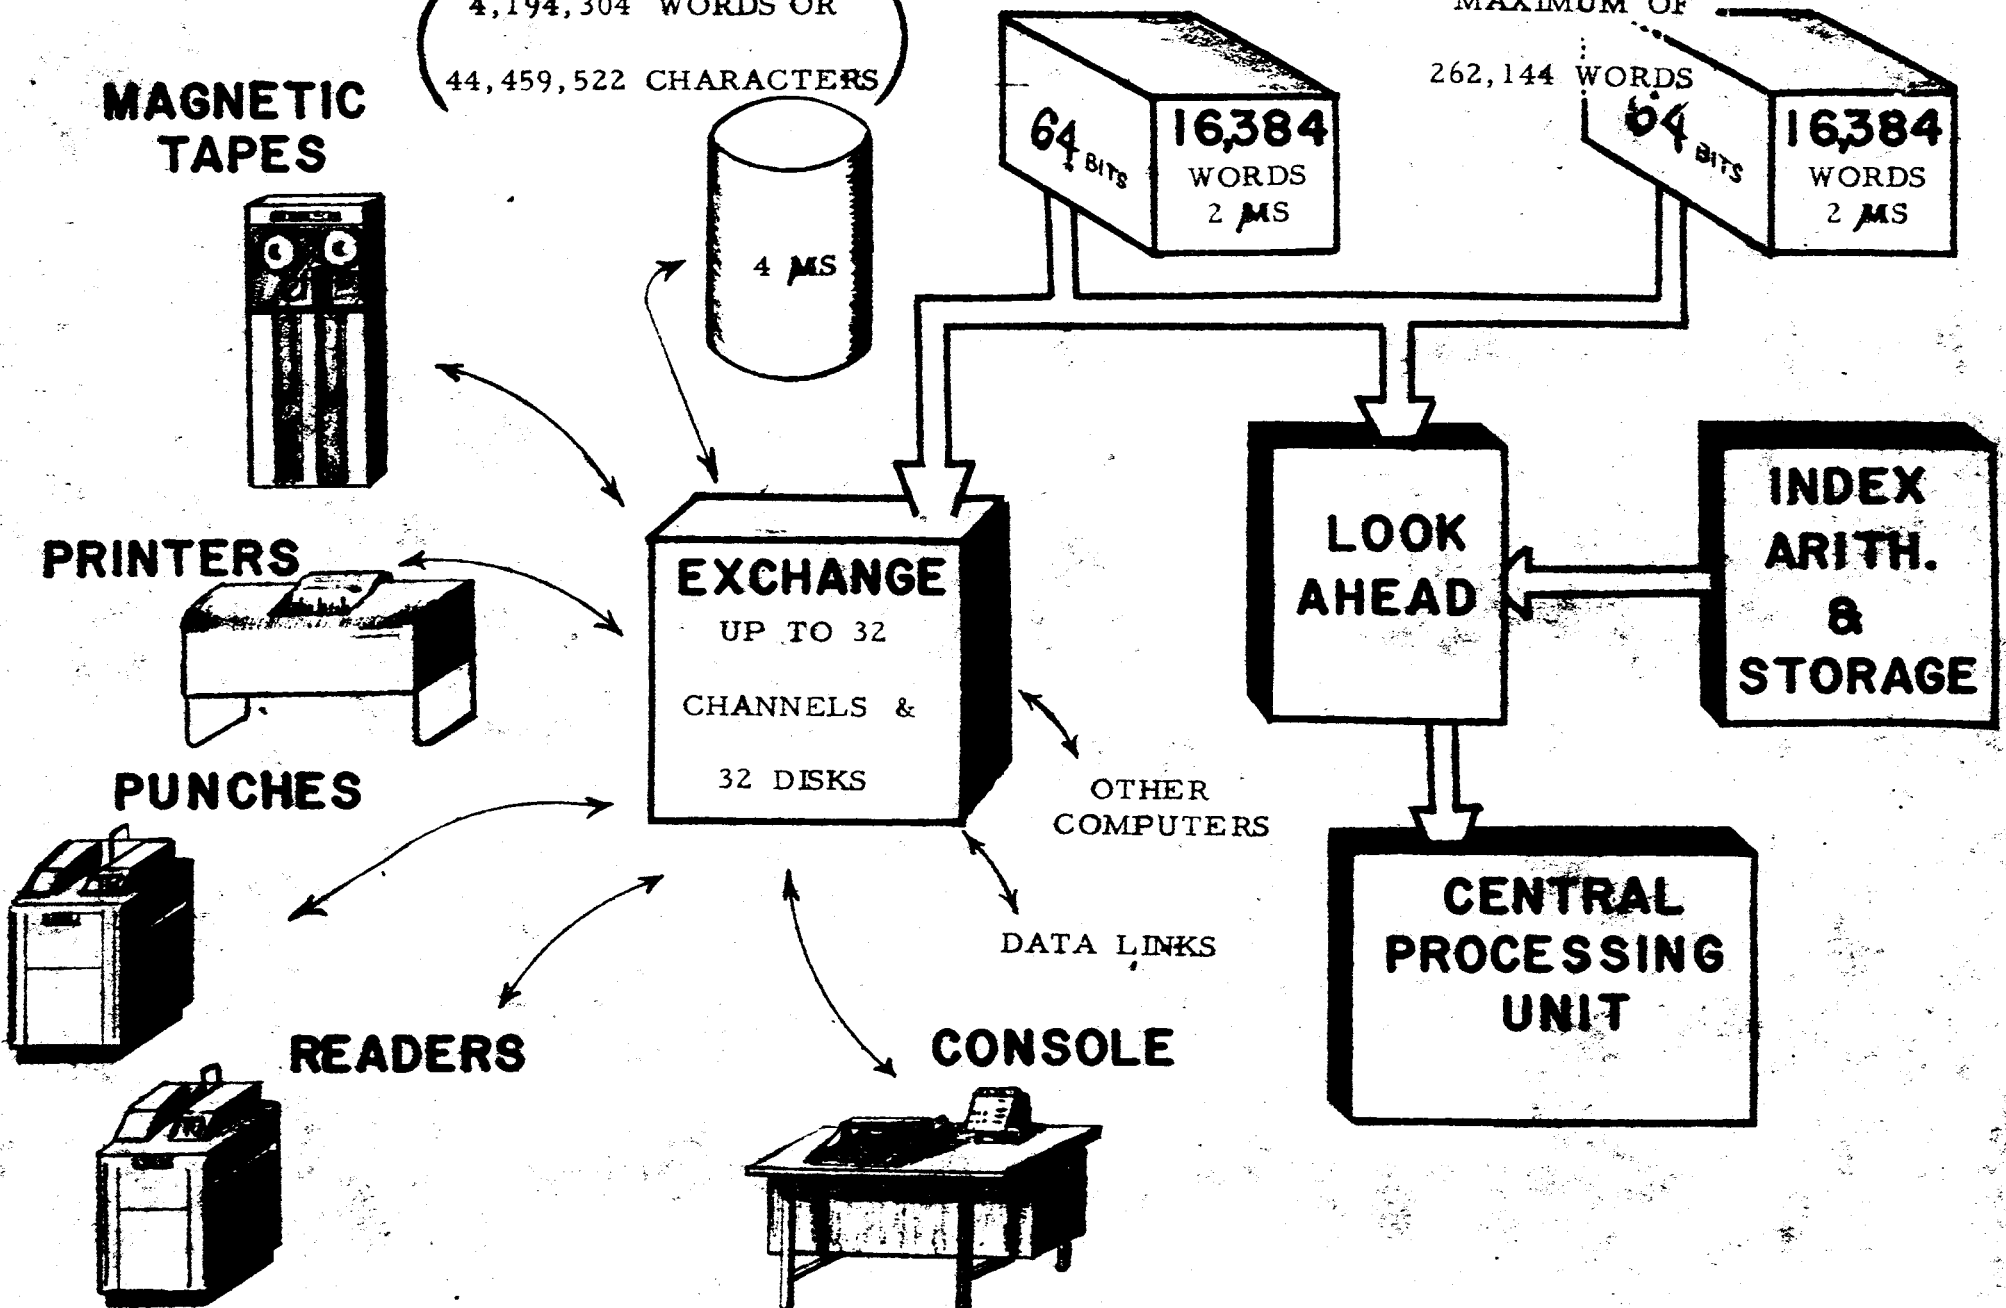 4,194,304 WORDS OR
44,459,522 CHARACTERS
MAXIMUM OF
262,144 WORDS
MAGNETIC
TAPES
4 μS
64 BITS
16,384
WORDS
2 μS
64 BITS
16,384
WORDS
2 μS
PRINTERS
EXCHANGE
UP TO 32
CHANNELS &
32 DISKS
LOOK
AHEAD
INDEX
ARITH.
&
STORAGE
PUNCHES
OTHER
COMPUTERS
DATA LINKS
CENTRAL
PROCESSING
UNIT
READERS
CONSOLE